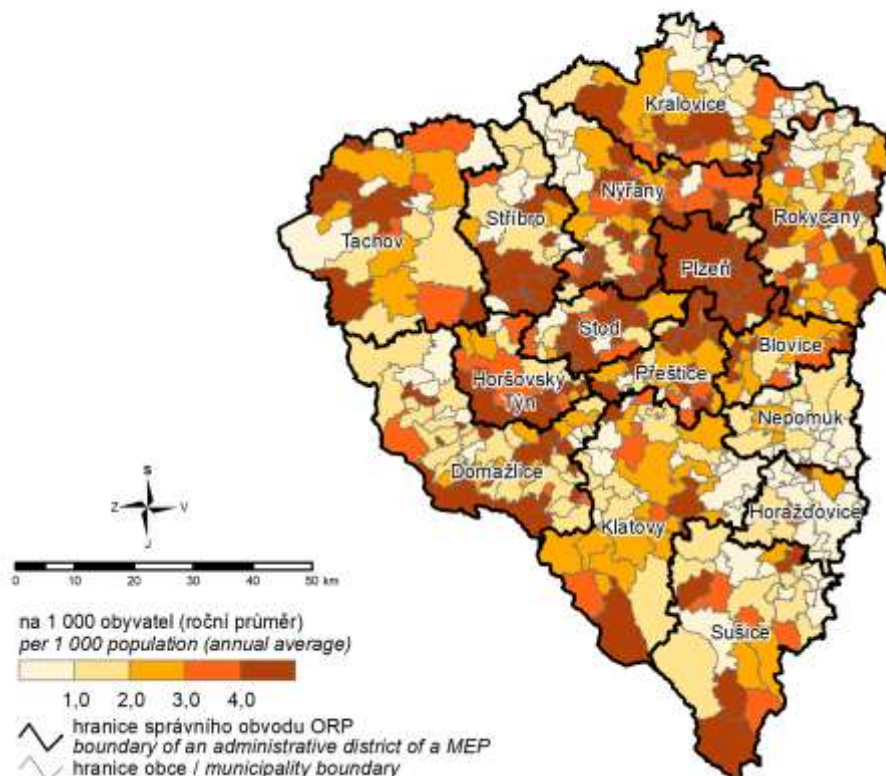 Kralovice
Nýřany
Stříbro
Rokycany
Tachov
Plzeň
Stod
Blovice
Přeštice
Horšovský
Týn
Nepomuk
Domažlice
Horažďovice
Klatovy
Sušice
S
Z V
J
0 10 20 30 40 50 km
na 1 000 obyvatel (roční průměr)
per 1 000 population (annual average)
1,0 2,0 3,0 4,0
hranice správního obvodu ORP
boundary of an administrative district of a MEP
hranice obce / municipality boundary